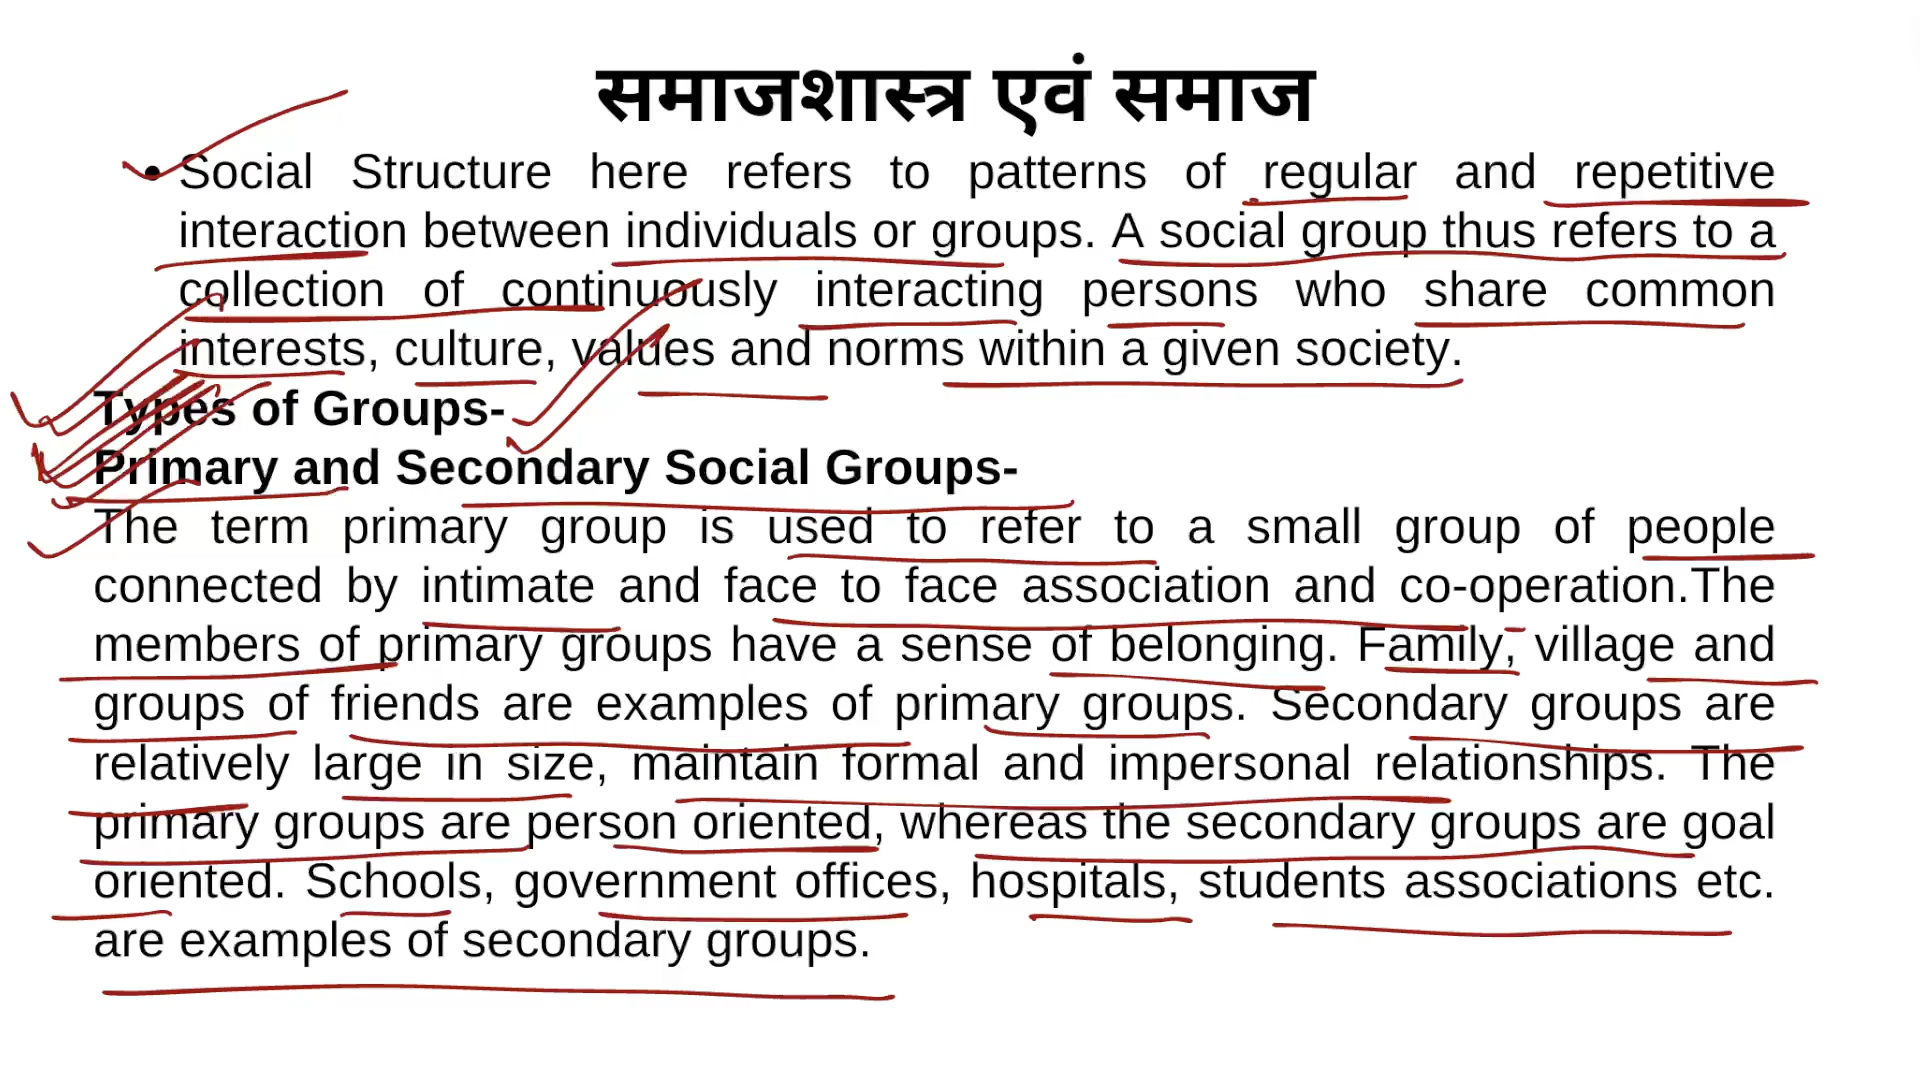 समाजशास्त्र एवं समाज
• Social Structure here refers to patterns of regular and repetitive
interaction between individuals or groups. A social group thus refers to a
collection of continuously interacting persons who share common
interests, culture, values and norms within a given society.
Types of Groups-
Primary and Secondary Social Groups-
The term primary group is used to refer to a small group of people
connected by intimate and face to face association and co-operation.The
members of primary groups have a sense of belonging. Family, village and
groups of friends are examples of primary groups. Secondary groups are
relatively large in size, maintain formal and impersonal relationships. The
primary groups are person oriented, whereas the secondary groups are goal
oriented. Schools, government offices, hospitals, students associations etc.
are examples of secondary groups.